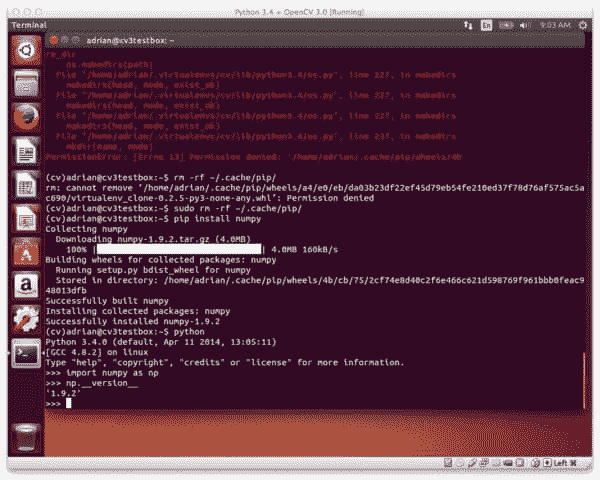 Python 3.4 + OpenCV 3.0 [Running]
Terminal
En
9:03 AM
adrian@cv3testbox: ~
re_dir
os.makedirs(path)
File "/home/adrian/.virtualenvs/cv/lib/python3.4/os.py", line 227, in makedirs
makedirs(head, mode, exist_ok)
File "/home/adrian/.virtualenvs/cv/lib/python3.4/os.py", line 227, in makedirs
makedirs(head, mode, exist_ok)
File "/home/adrian/.virtualenvs/cv/lib/python3.4/os.py", line 227, in makedirs
makedirs(head, mode, exist_ok)
File "/home/adrian/.virtualenvs/cv/lib/python3.4/os.py", line 237, in makedirs
mkdir(name, mode)
PermissionError: [Errno 13] Permission denied: '/home/adrian/.cache/pip/wheels/4b'
(cv)adrian@cv3testbox:~$ rm -rf ~/.cache/pip/
rm: cannot remove ‘/home/adrian/.cache/pip/wheels/a4/e0/eb/da03b23df22ef45d79eb54fe210ed37f78d76af575ac5a
c690/virtualenv_clone-0.2.5-py3-none-any.whl’: Permission denied
(cv)adrian@cv3testbox:~$ sudo rm -rf ~/.cache/pip/
(cv)adrian@cv3testbox:~$ pip install numpy
Collecting numpy
Downloading numpy-1.9.2.tar.gz (4.0MB)
100% | | 4.0MB 160kB/s
Building wheels for collected packages: numpy
Running setup.py bdist_wheel for numpy
Stored in directory: /home/adrian/.cache/pip/wheels/4b/cb/75/2cf74e8d40c2f6e466c621d598769f961bbb0feac9
48013dfb
Successfully built numpy
Installing collected packages: numpy
Successfully installed numpy-1.9.2
(cv)adrian@cv3testbox:~$ python
Python 3.4.0 (default, Apr 11 2014, 13:05:11)
[GCC 4.8.2] on linux
Type "help", "copyright", "credits" or "license" for more information.
>>> import numpy as np
>>> np.__version__
'1.9.2'
>>>
Left ⌘